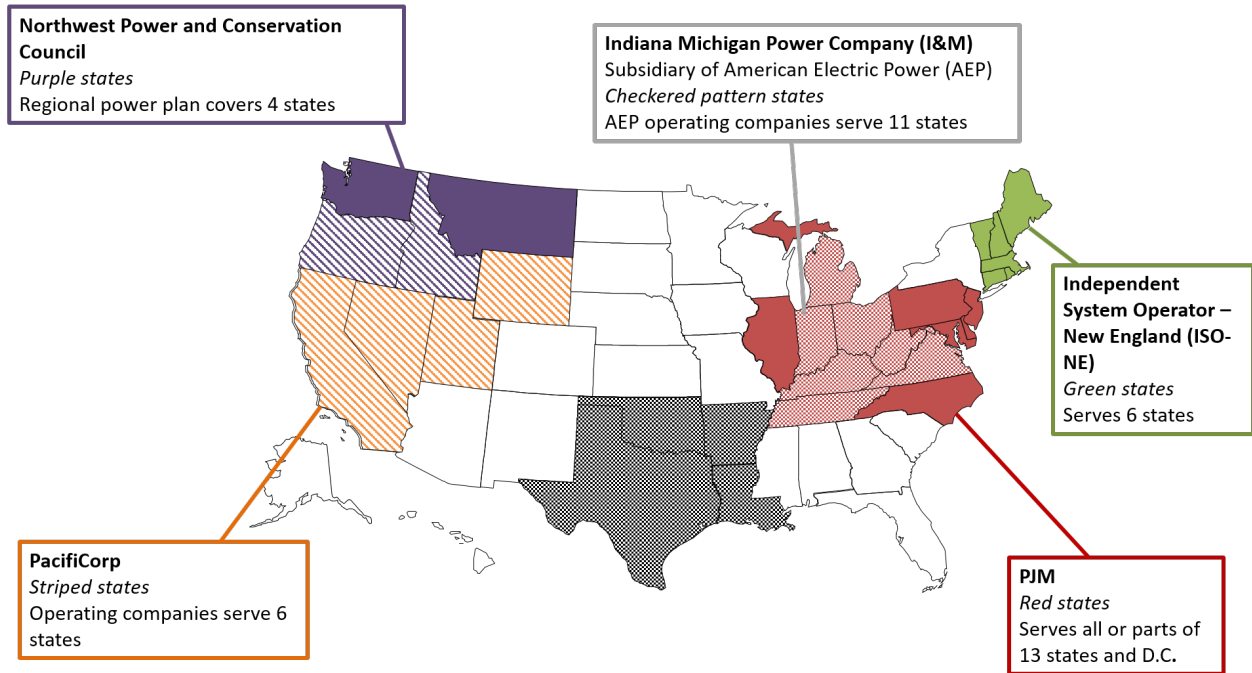 Northwest Power and Conservation
Council
Purple states
Regional power plan covers 4 states
Indiana Michigan Power Company (I&M)
Subsidiary of American Electric Power (AEP)
Checkered pattern states
AEP operating companies serve 11 states
Independent
System Operator –
New England (ISO-
NE)
Green states
Serves 6 states
PacifiCorp
Striped states
Operating companies serve 6
states
PJM
Red states
Serves all or parts of
13 states and D.C.